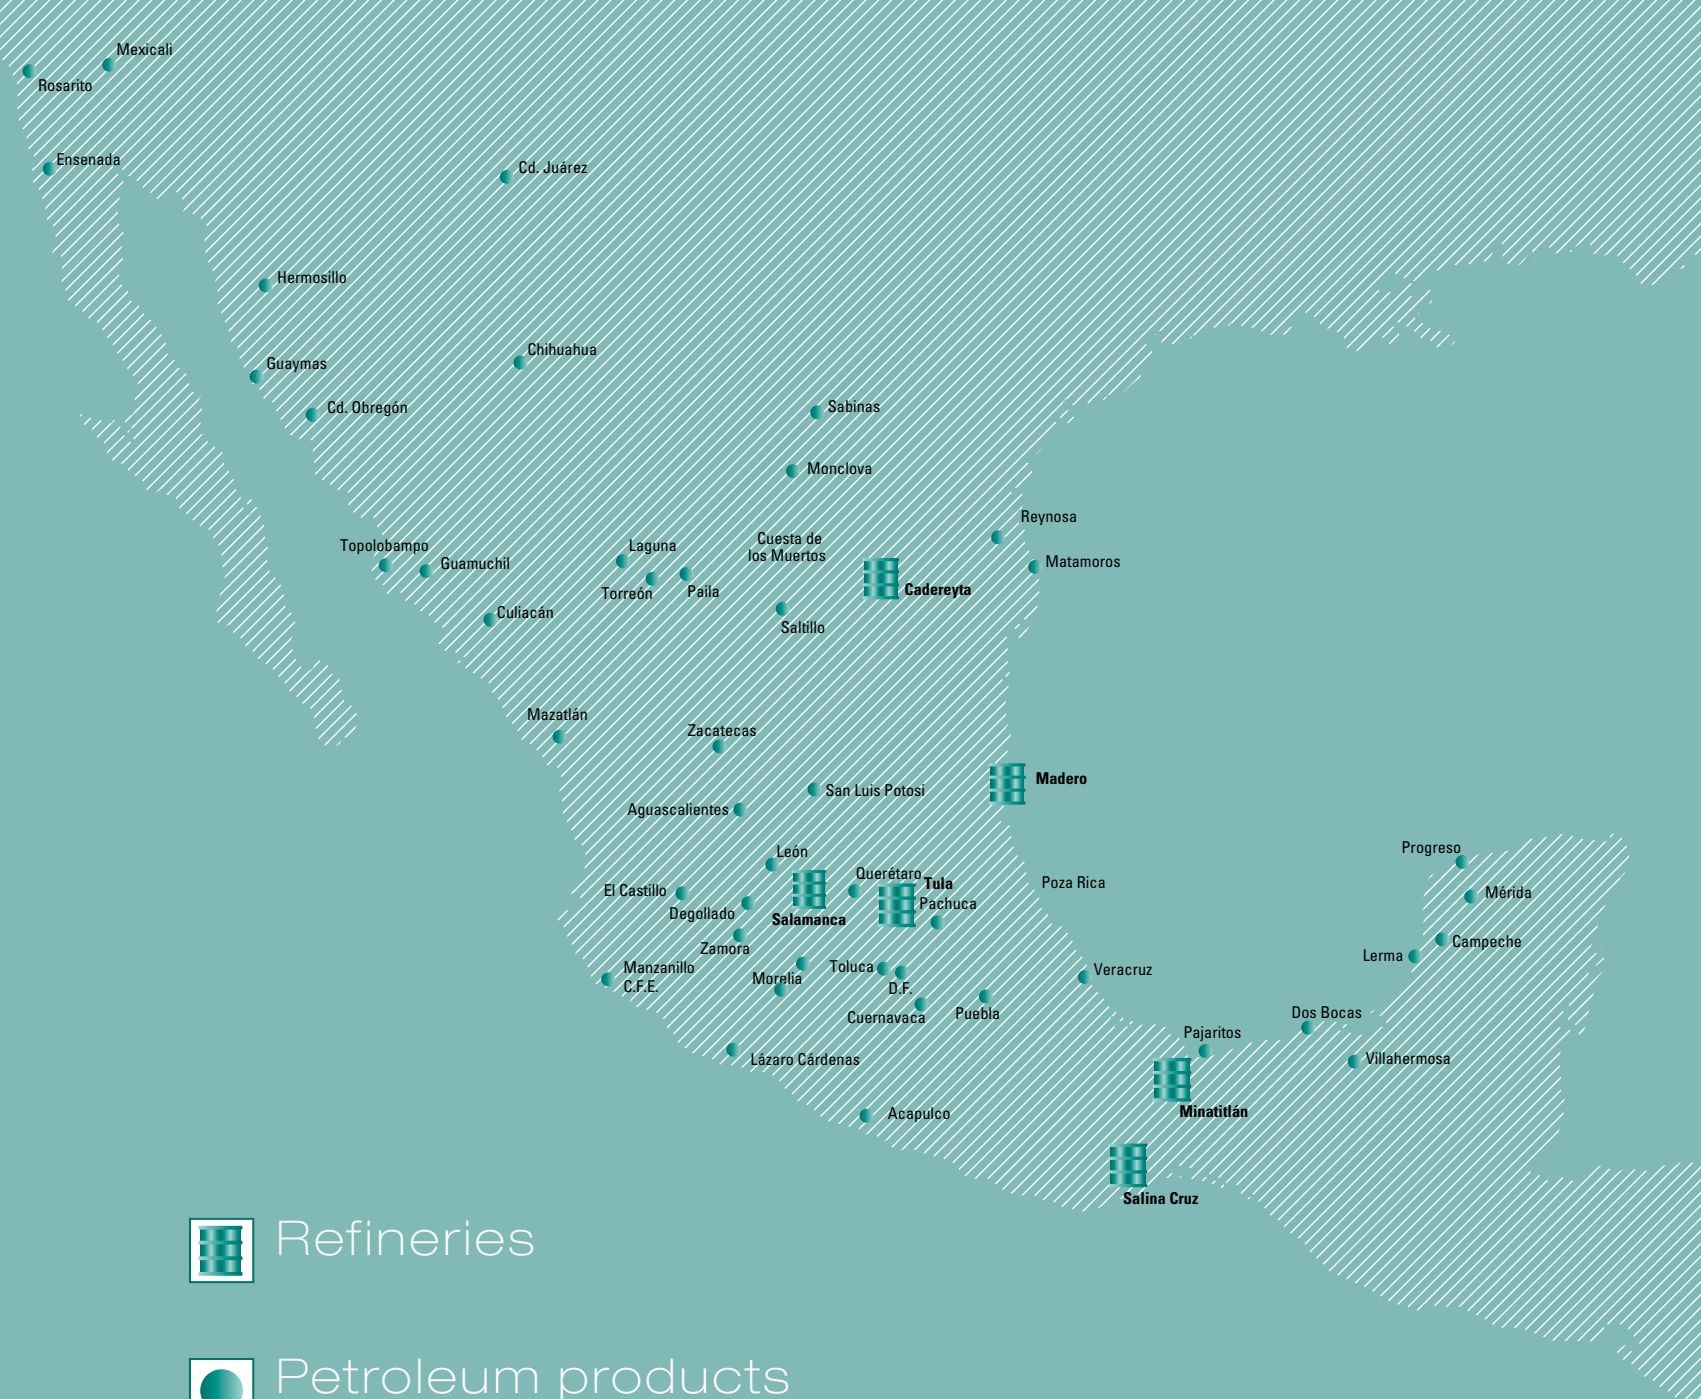 Mexicali
Rosarito
Ensenada
Cd. Juárez
Hermosillo
Chihuahua
Guaymas
Cd. Obregón
Sabinas
Monclova
Reynosa
Cuesta de
los Muertos
Topolobampo
Laguna
Guamuchil
Matamoros
Cadereyta
Torreón
Paila
Culiacán
Saltillo
Mazatlán
Zacatecas
Madero
San Luis Potosi
Aguascalientes
Progreso
León
Querétaro
Tula
Poza Rica
El Castillo
Mérida
Pachuca
Degollado
Salamanca
Campeche
Zamora
Lerma
Manzanillo
C.F.E.
Toluca
Veracruz
Morelia
D.F.
Cuernavaca
Puebla
Dos Bocas
Pajaritos
Lázaro Cárdenas
Villahermosa
Acapulco
Minatitlán
Salina Cruz
Refineries
Petroleum products